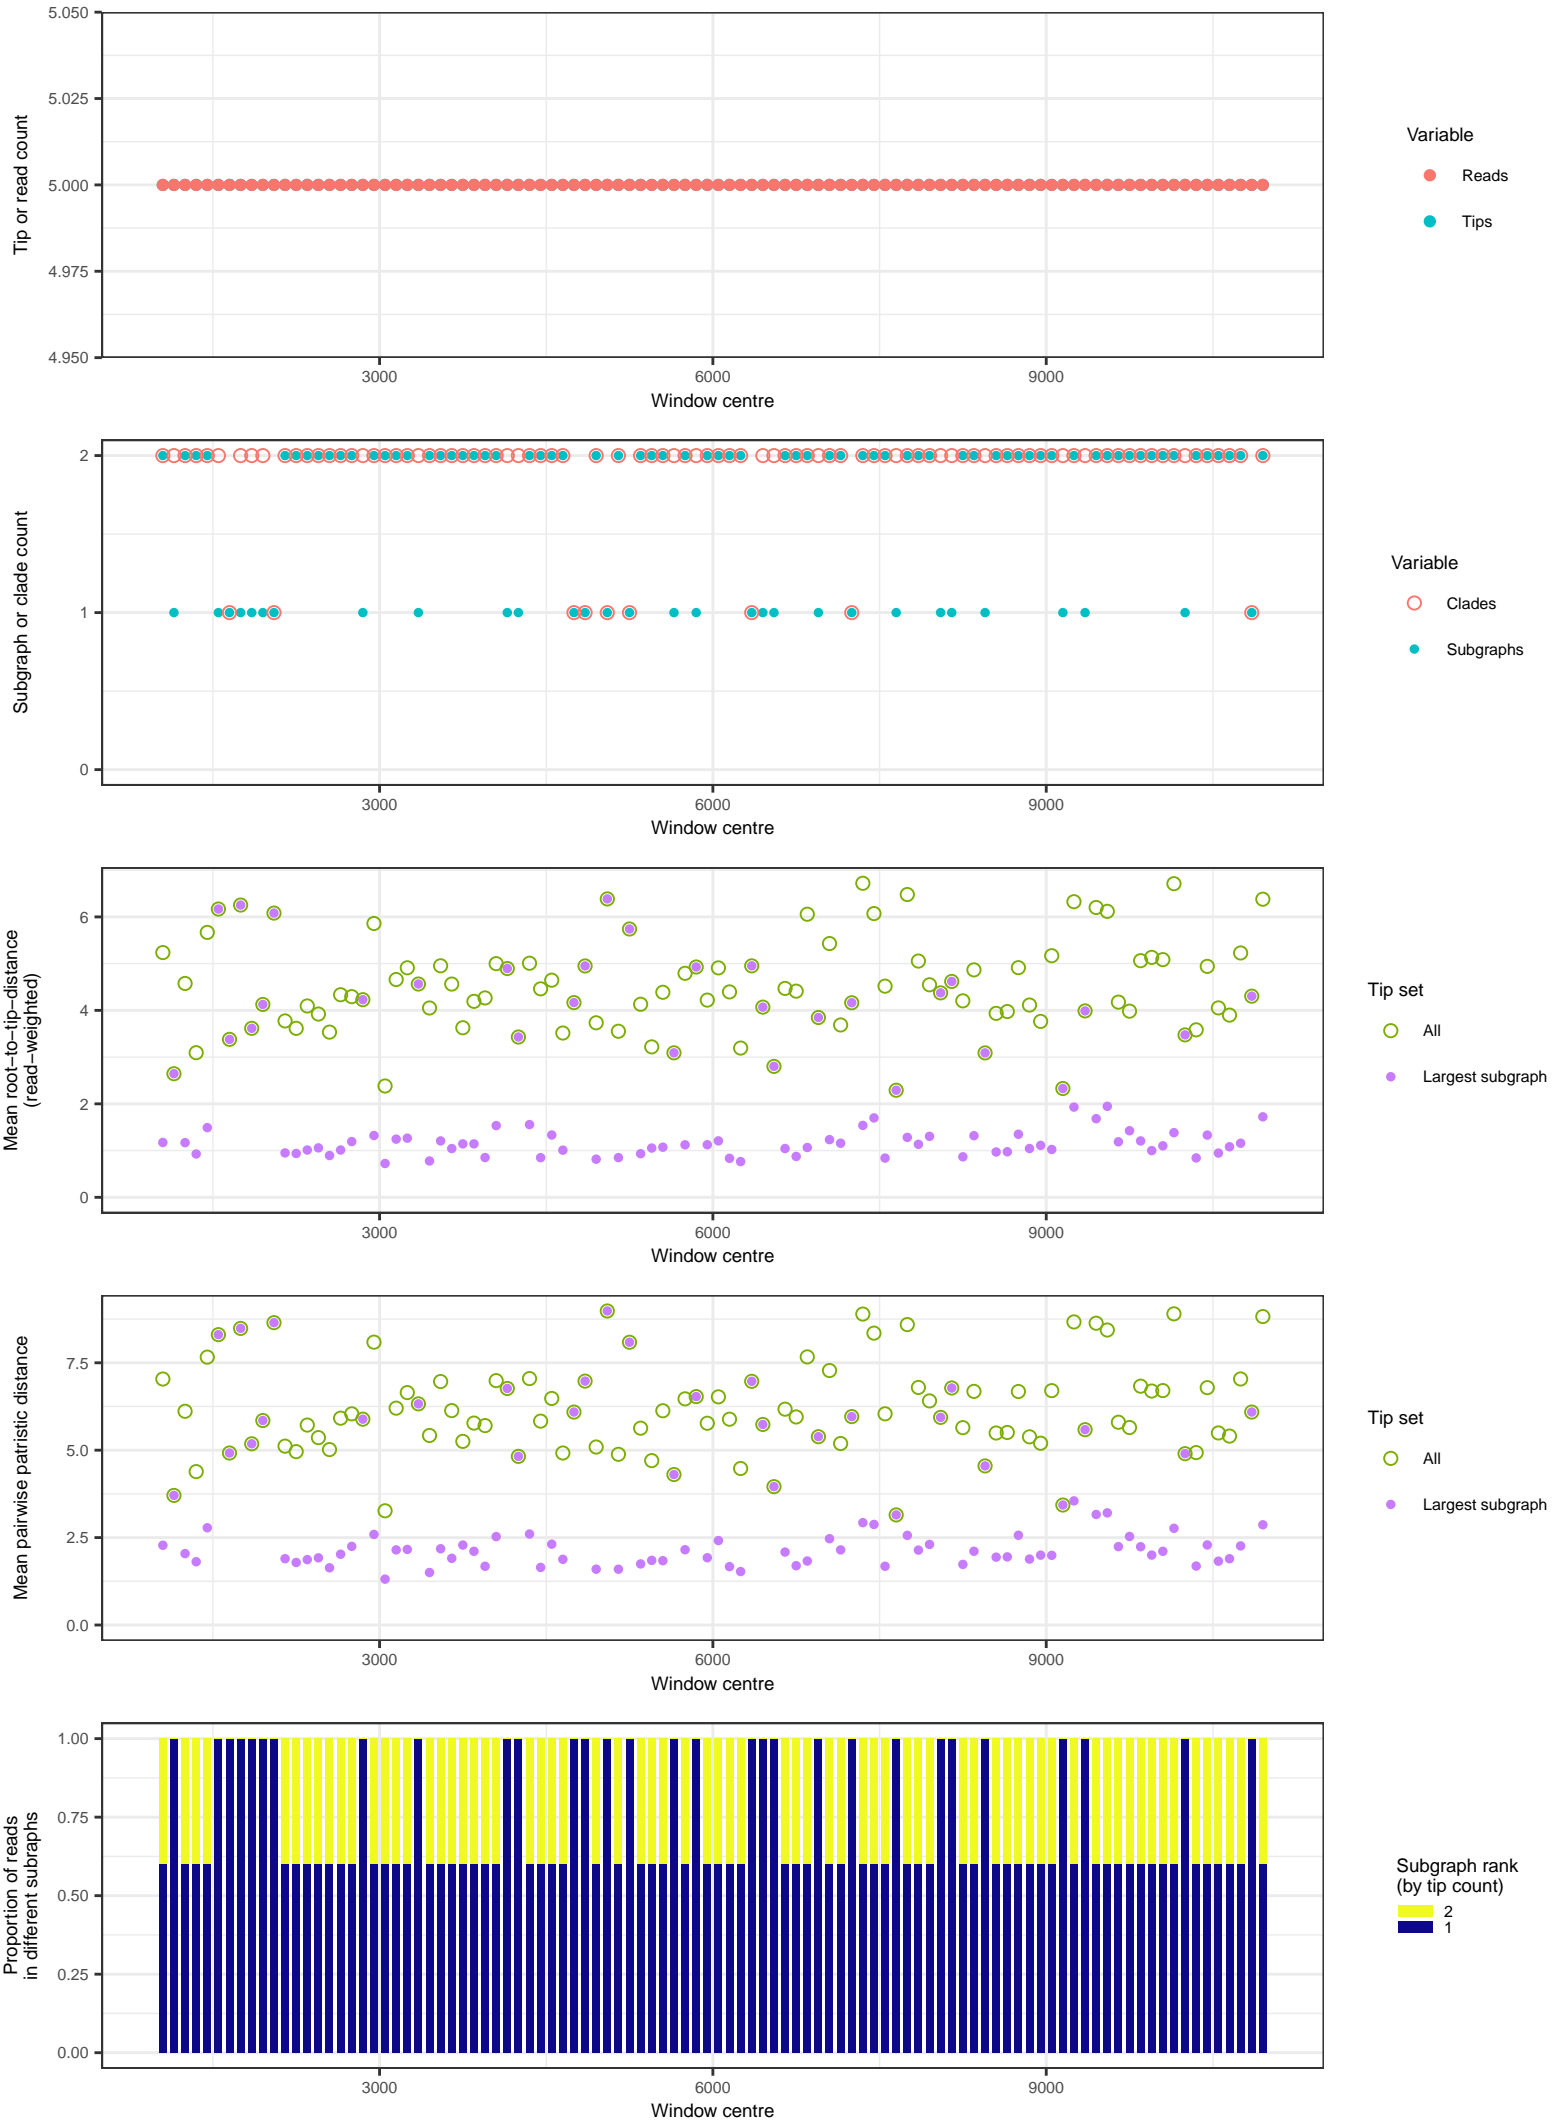 5.050
5.025
5.000
4.975
4.950
Tip or read count
3000
6000
9000
Window centre
Variable
Reads
Tips
2
1
0
Subgraph or clade count
3000
6000
9000
Window centre
Variable
Clades
Subgraphs
6
4
2
0
Mean root−to−tip−distance
(read−weighted)
3000
6000
9000
Window centre
Tip set
All
Largest subgraph
7.5
5.0
2.5
0.0
Mean pairwise patristic distance
3000
6000
9000
Window centre
Tip set
All
Largest subgraph
1.00
0.75
0.50
0.25
0.00
Proportion of reads
in different subraphs
3000
6000
9000
Window centre
Subgraph rank
(by tip count)
2
1